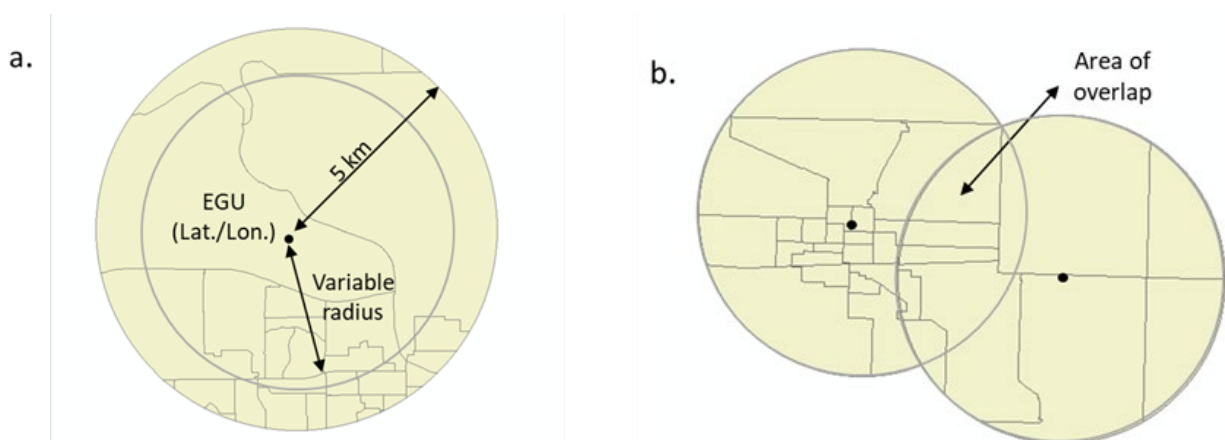 a.
5 km
EGU
(Lat./Lon.)
Variable
radius
b.
Area of
overlap